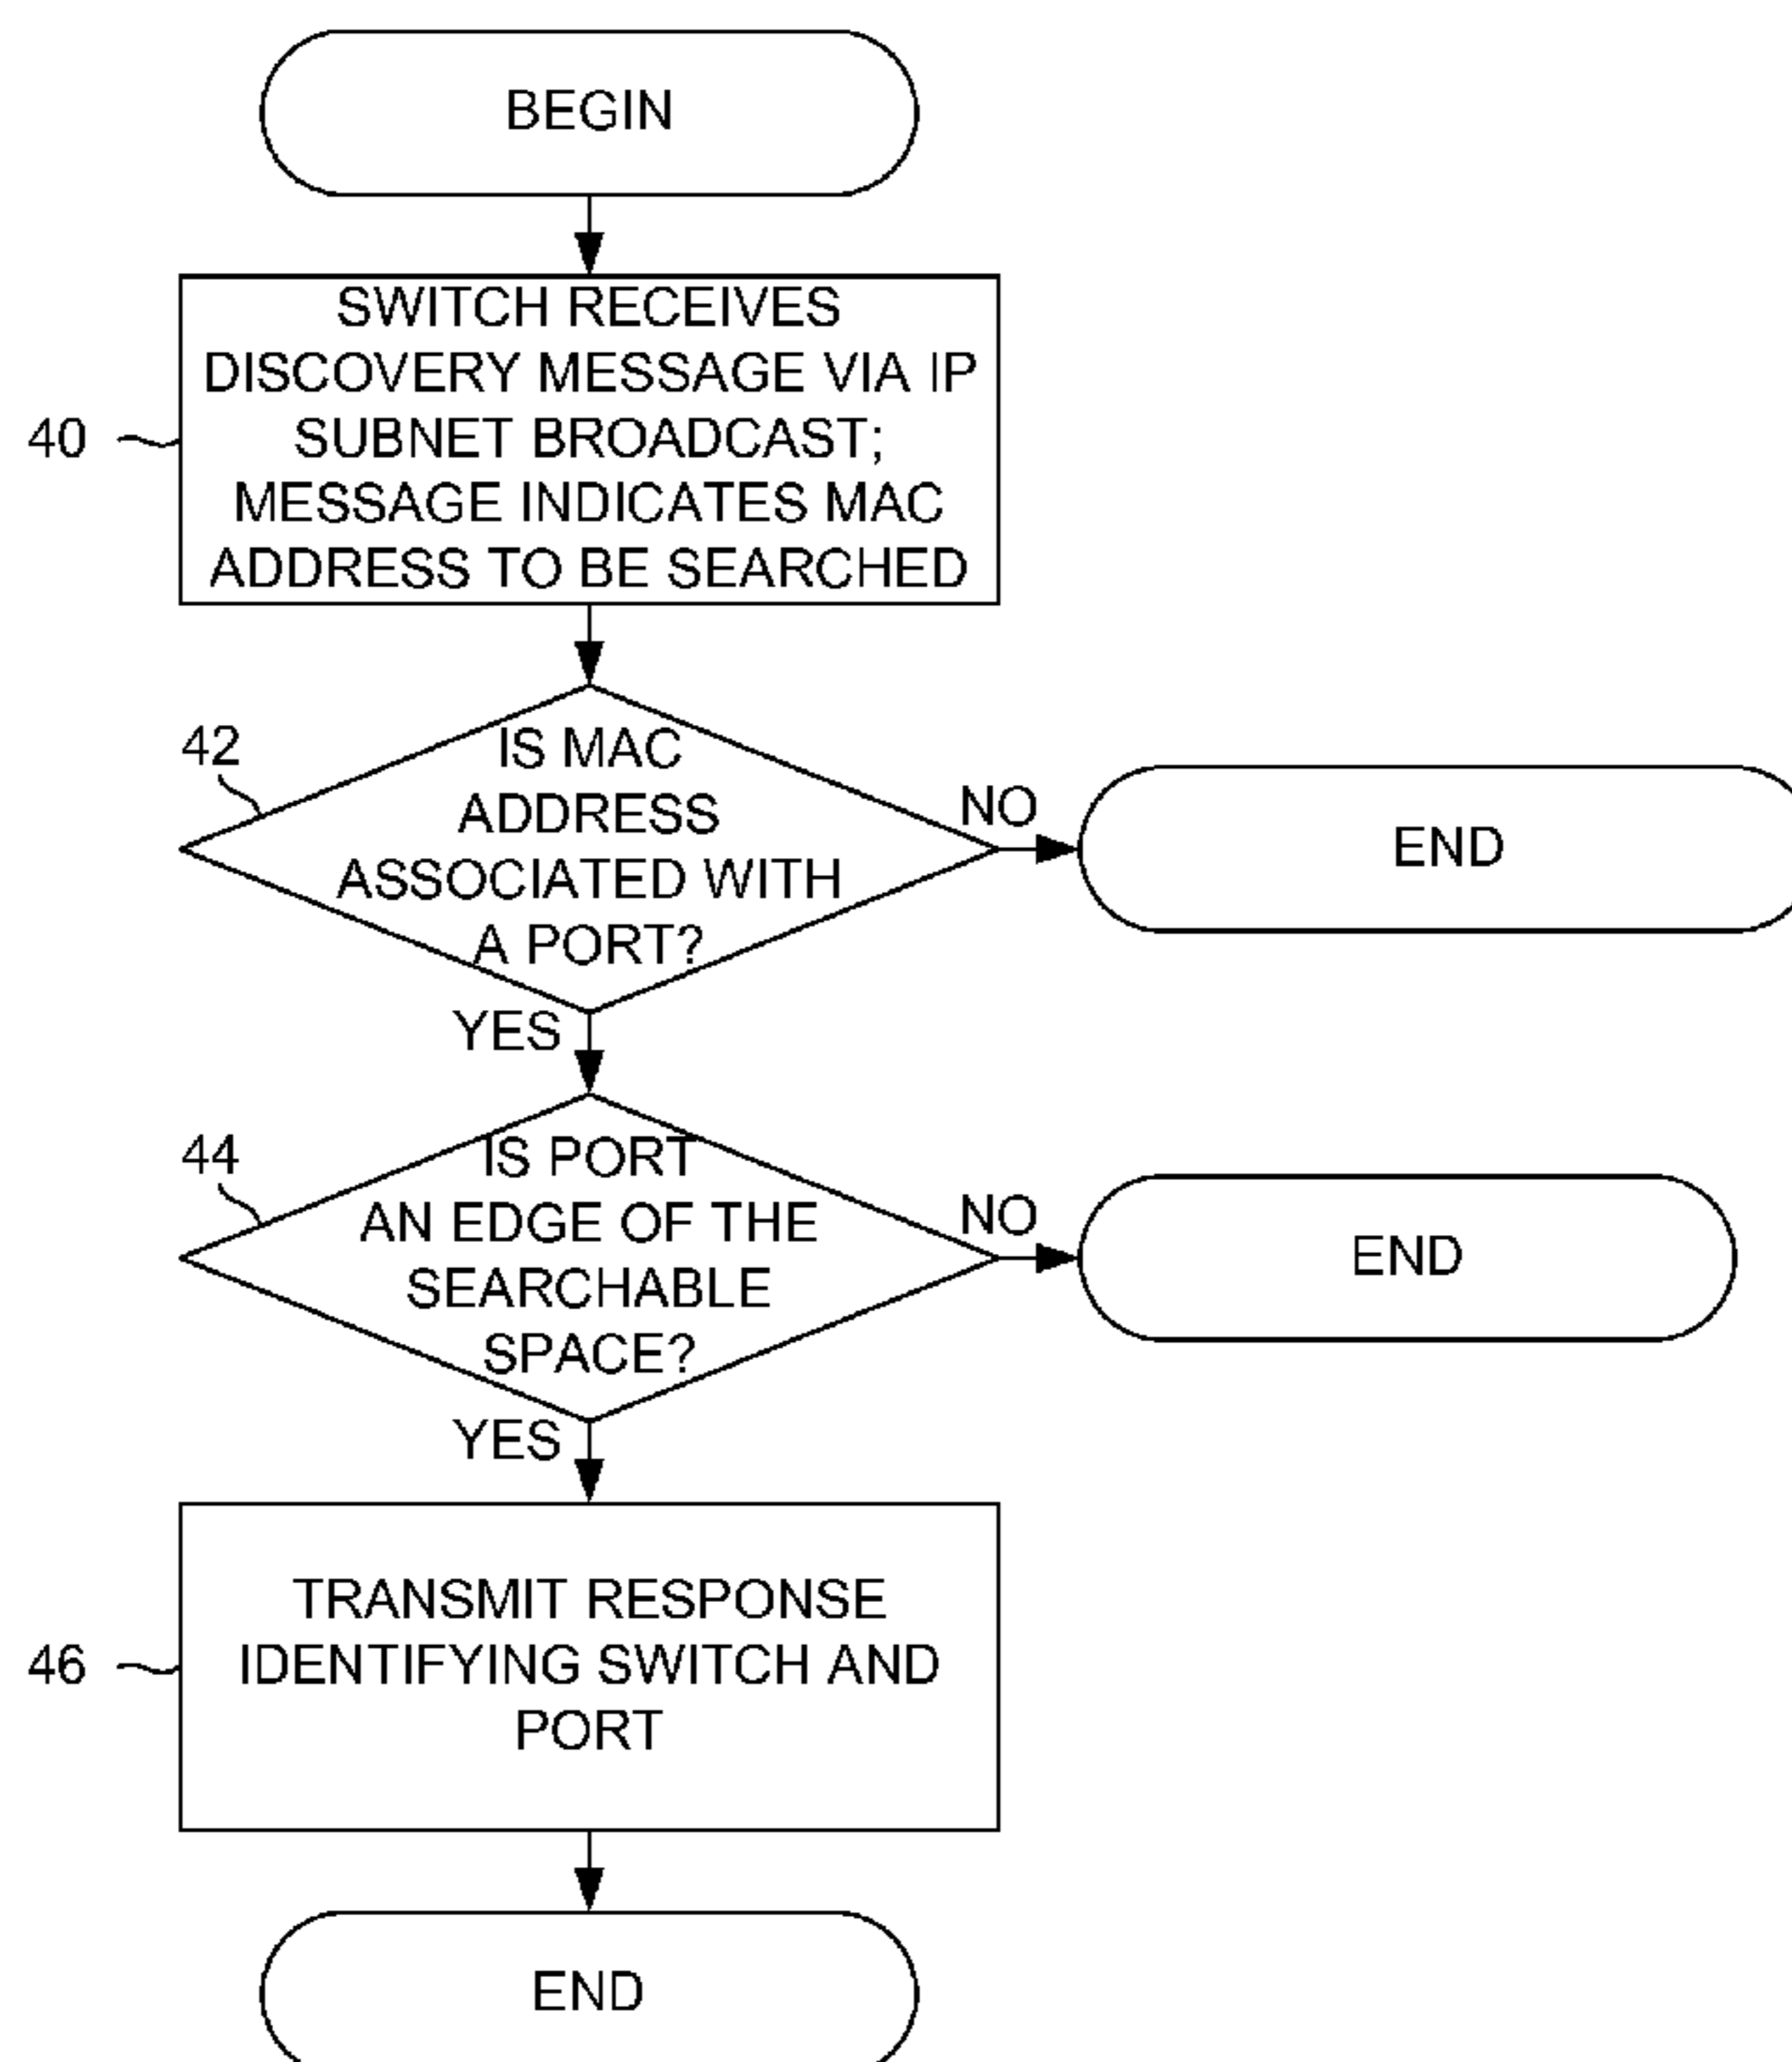 BEGIN
40
SWITCH RECEIVES
DISCOVERY MESSAGE VIA IP
SUBNET BROADCAST;
MESSAGE INDICATES MAC
ADDRESS TO BE SEARCHED
42
IS MAC
ADDRESS
ASSOCIATED WITH
A PORT?
NO
END
YES
44
IS PORT
AN EDGE OF THE
SEARCHABLE
SPACE?
NO
END
YES
46
TRANSMIT RESPONSE
IDENTIFYING SWITCH AND
PORT
END